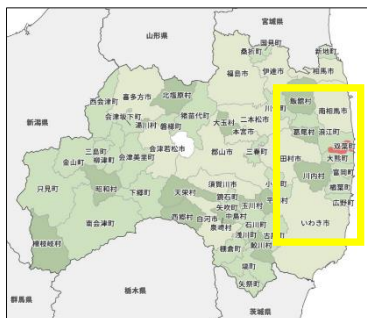 宮城県
山形県
国見町
桑折町
新地町
伊達市
相馬市
福島市
北塩原村
喜多方市
飯舘村
南相馬市
西会津町
猪苗代町
川俣町
二本松市
会津坂下町
磐梯町
大玉村
湯川村
本宮市
葛尾村
浪江町
新潟県
双葉町
会津若松市
郡山市
三春町
田村市
大熊町
三島町
柳津町
会津美里町
富岡町
金山町
川内村
楢葉町
昭和村
須賀川市
小野町
広野町
只見町
下郷町
天栄村
鏡石町
玉川村
平田村
矢吹町
いわき市
南会津町
西郷村
白河市
中島村
石川町
泉崎村
浅川町
古殿町
棚倉町
鮫川村
檜枝岐村
塙町
矢祭町
栃木県
群馬県
茨城県